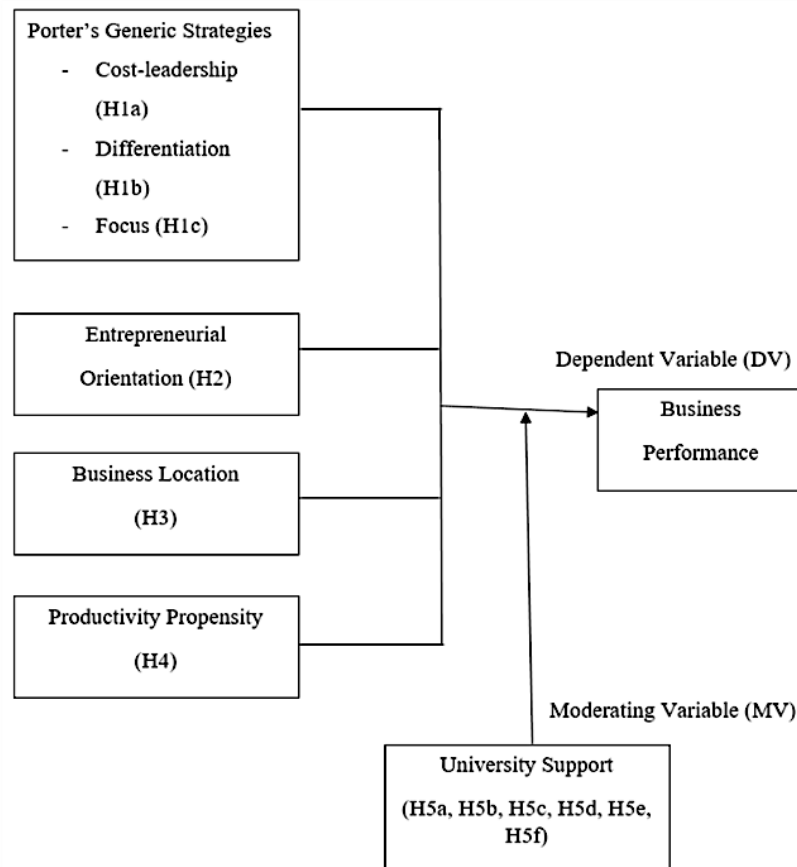 Porter's Generic Strategies
- Cost-leadership
(H1a)
- Differentiation
(H1b)
- Focus (H1c)
Entrepreneurial
Orientation (H2)
Business Location
(H3)
Productivity Propensity
(H4)
Dependent Variable (DV)
Business
Performance
Moderating Variable (MV)
University Support
(H5a, H5b, H5c, H5d, H5e,
H5f)